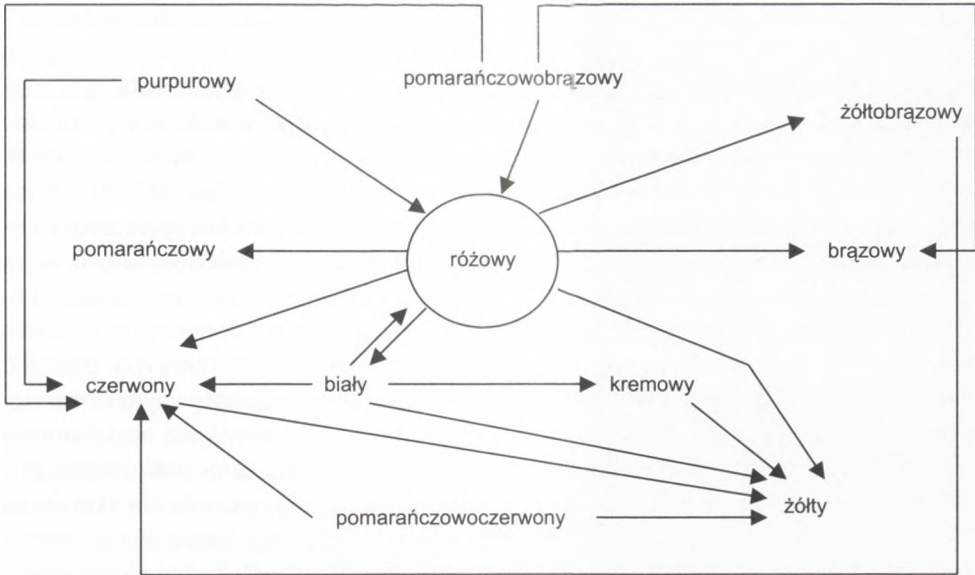 purpurowy
pomarańczowobrązowy
żółtobrązowy
pomarańczowy
różowy
brązowy
czerwony
biały
kremowy
żółty
pomarańczowoczerwony